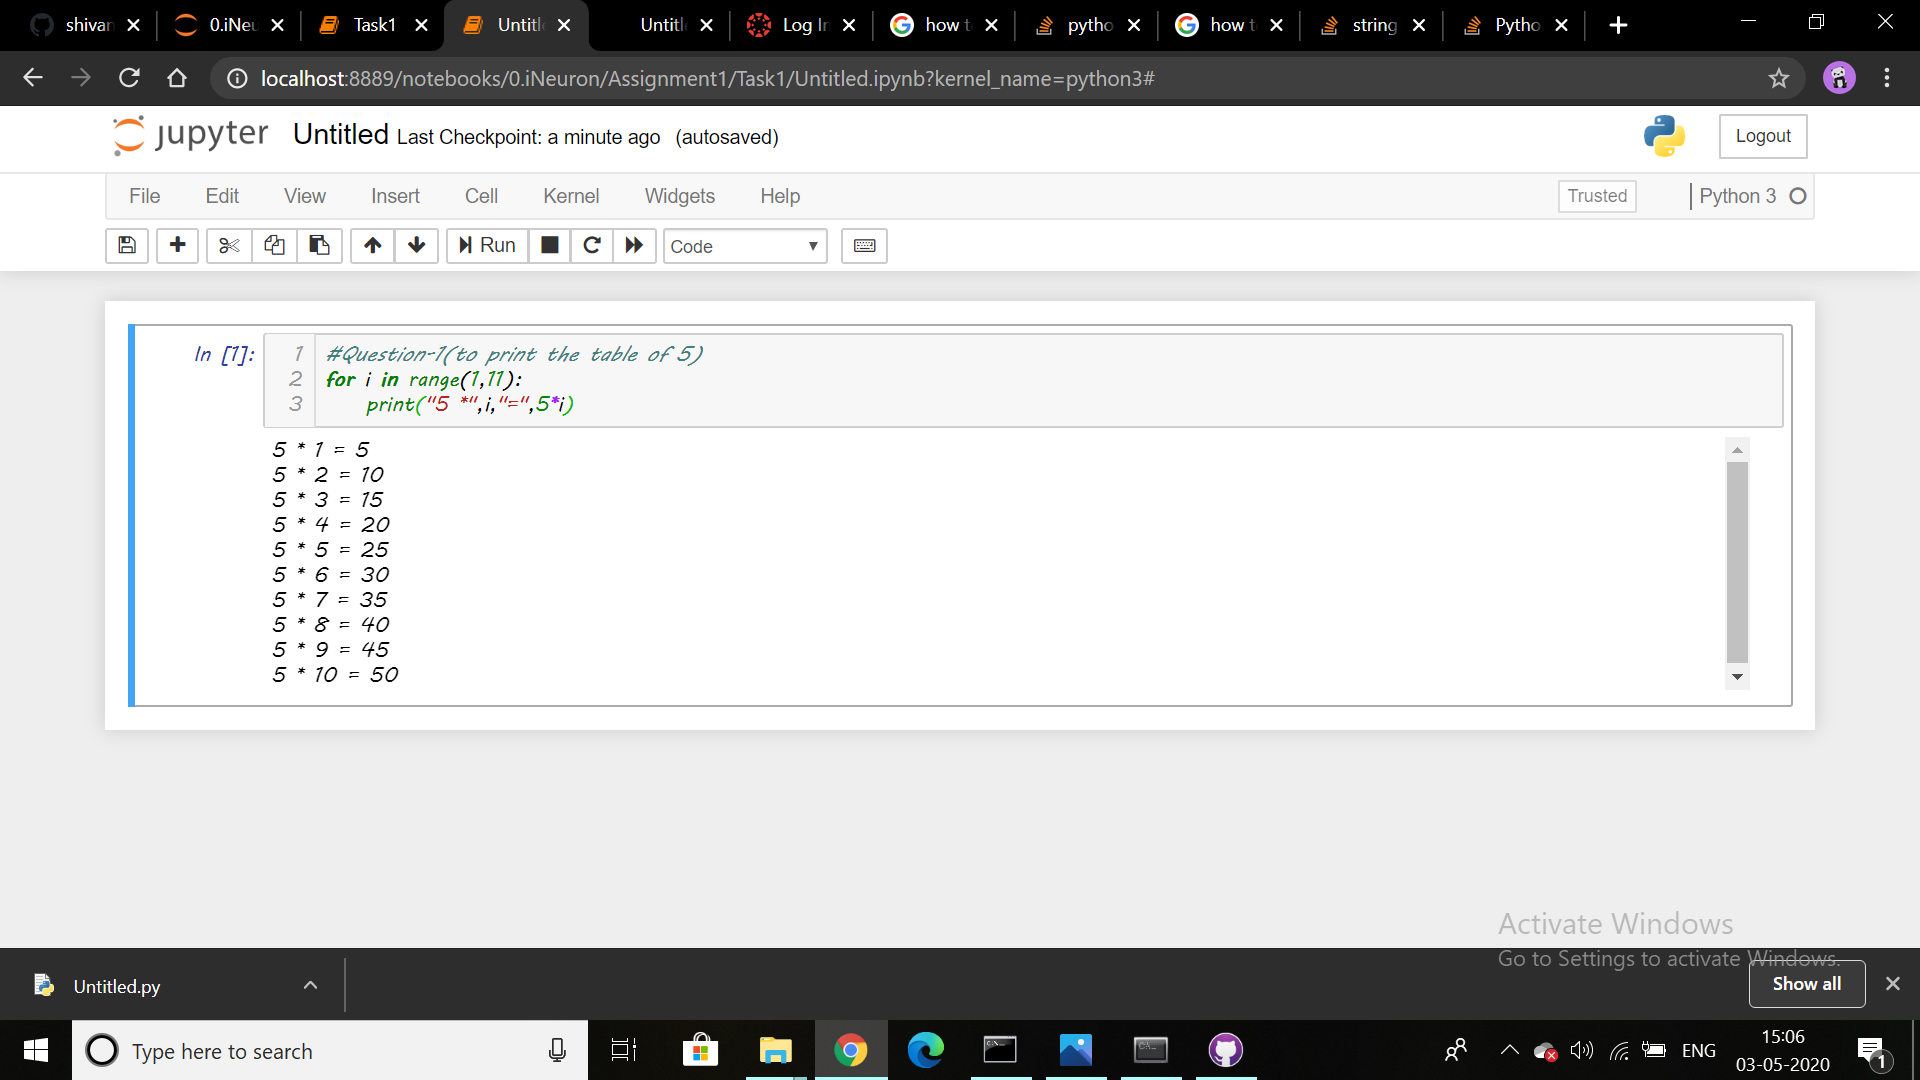 shivan 0.iNeu Task1 Untitl Untitl Log In how to pytho how to string Pytho
localhost:8889/notebooks/0.iNeuron/Assignment1/Task1/Untitled.ipynb?kernel_name=python3#
jupyter Untitled Last Checkpoint: a minute ago (autosaved) Logout
File Edit View Insert Cell Kernel Widgets Help Trusted Python 3
Run Code
In [1]: 1 #Question-1(to print the table of 5)
2 for i in range(1,11):
3 print("5 *",i,"=",5*i)
5 * 1 = 5
5 * 2 = 10
5 * 3 = 15
5 * 4 = 20
5 * 5 = 25
5 * 6 = 30
5 * 7 = 35
5 * 8 = 40
5 * 9 = 45
5 * 10 = 50
Activate Windows
Go to Settings to activate Windows.
Untitled.py Show all
Type here to search ENG 15:06
03-05-2020 1